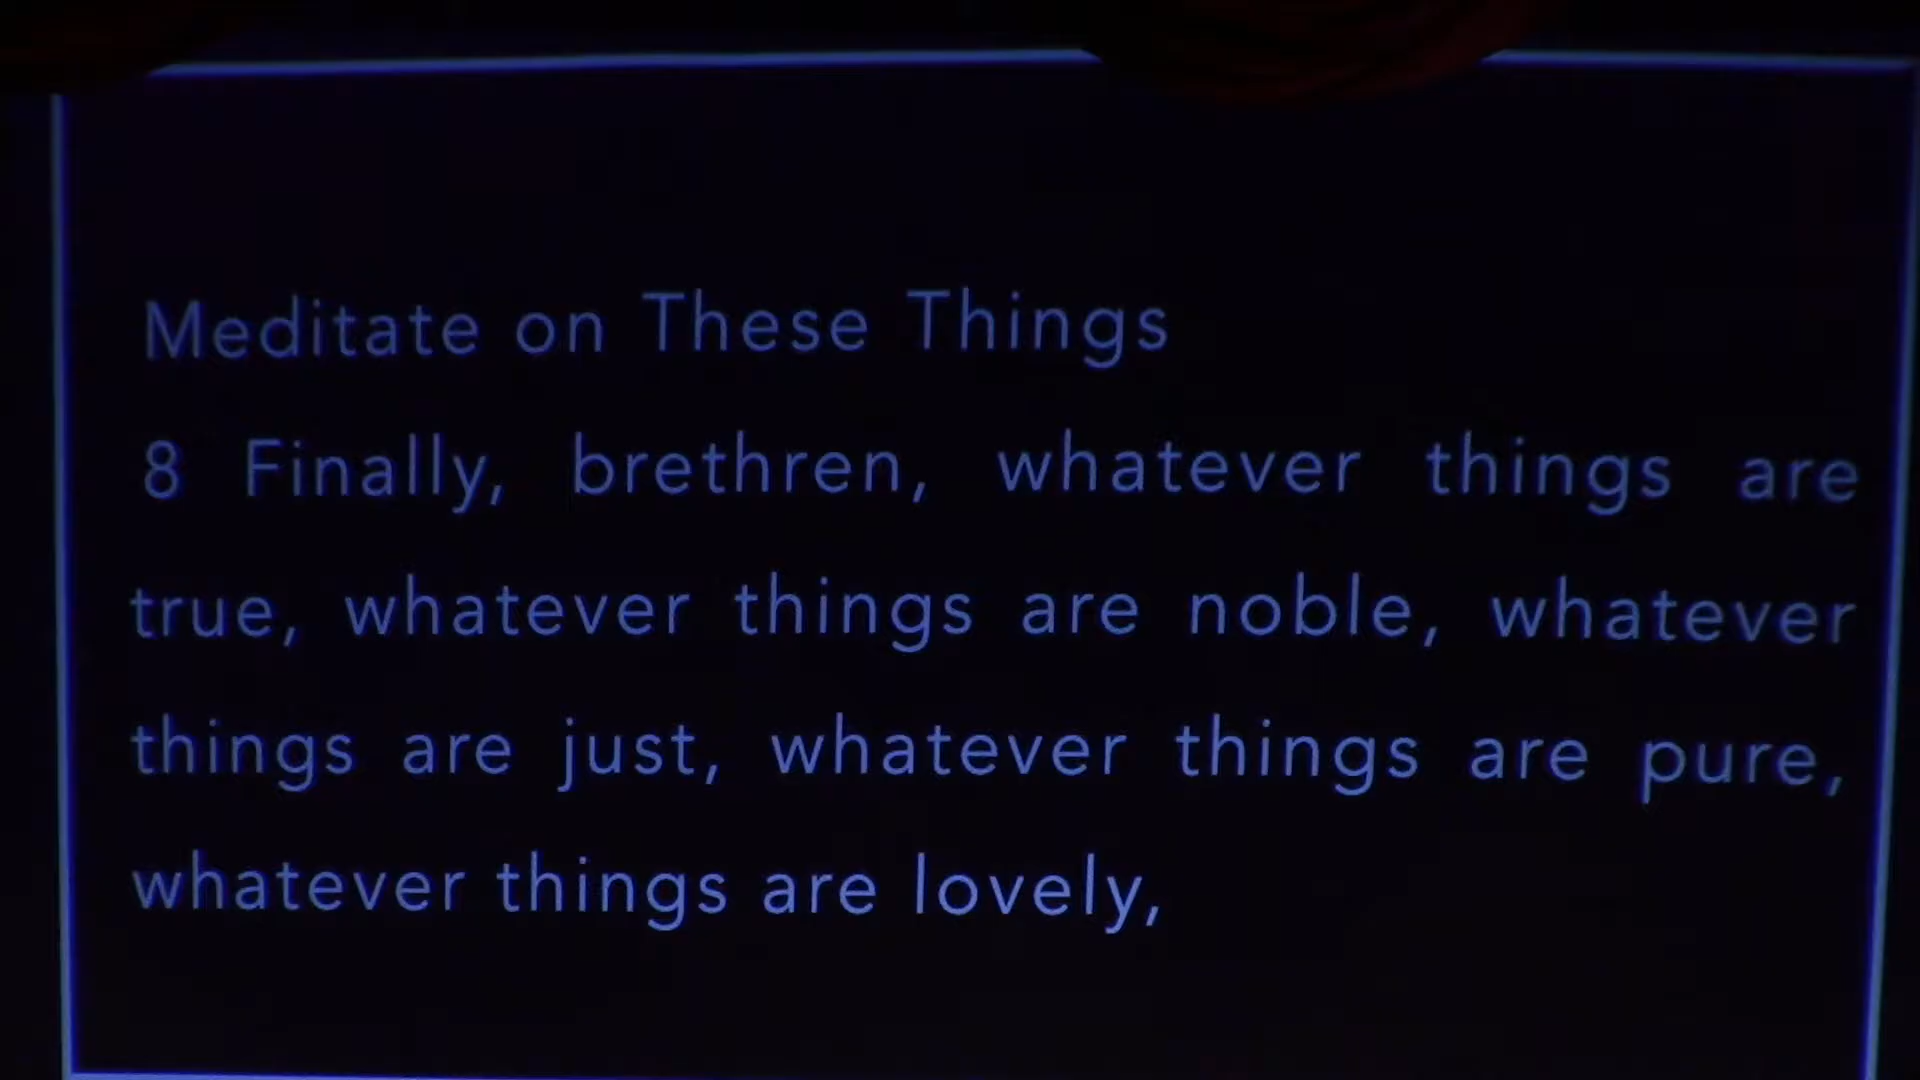 Meditate on These Things
8 Finally, brethren, whatever things are
true, whatever things are noble, whatever
things are just, whatever things are pure,
whatever things are lovely,